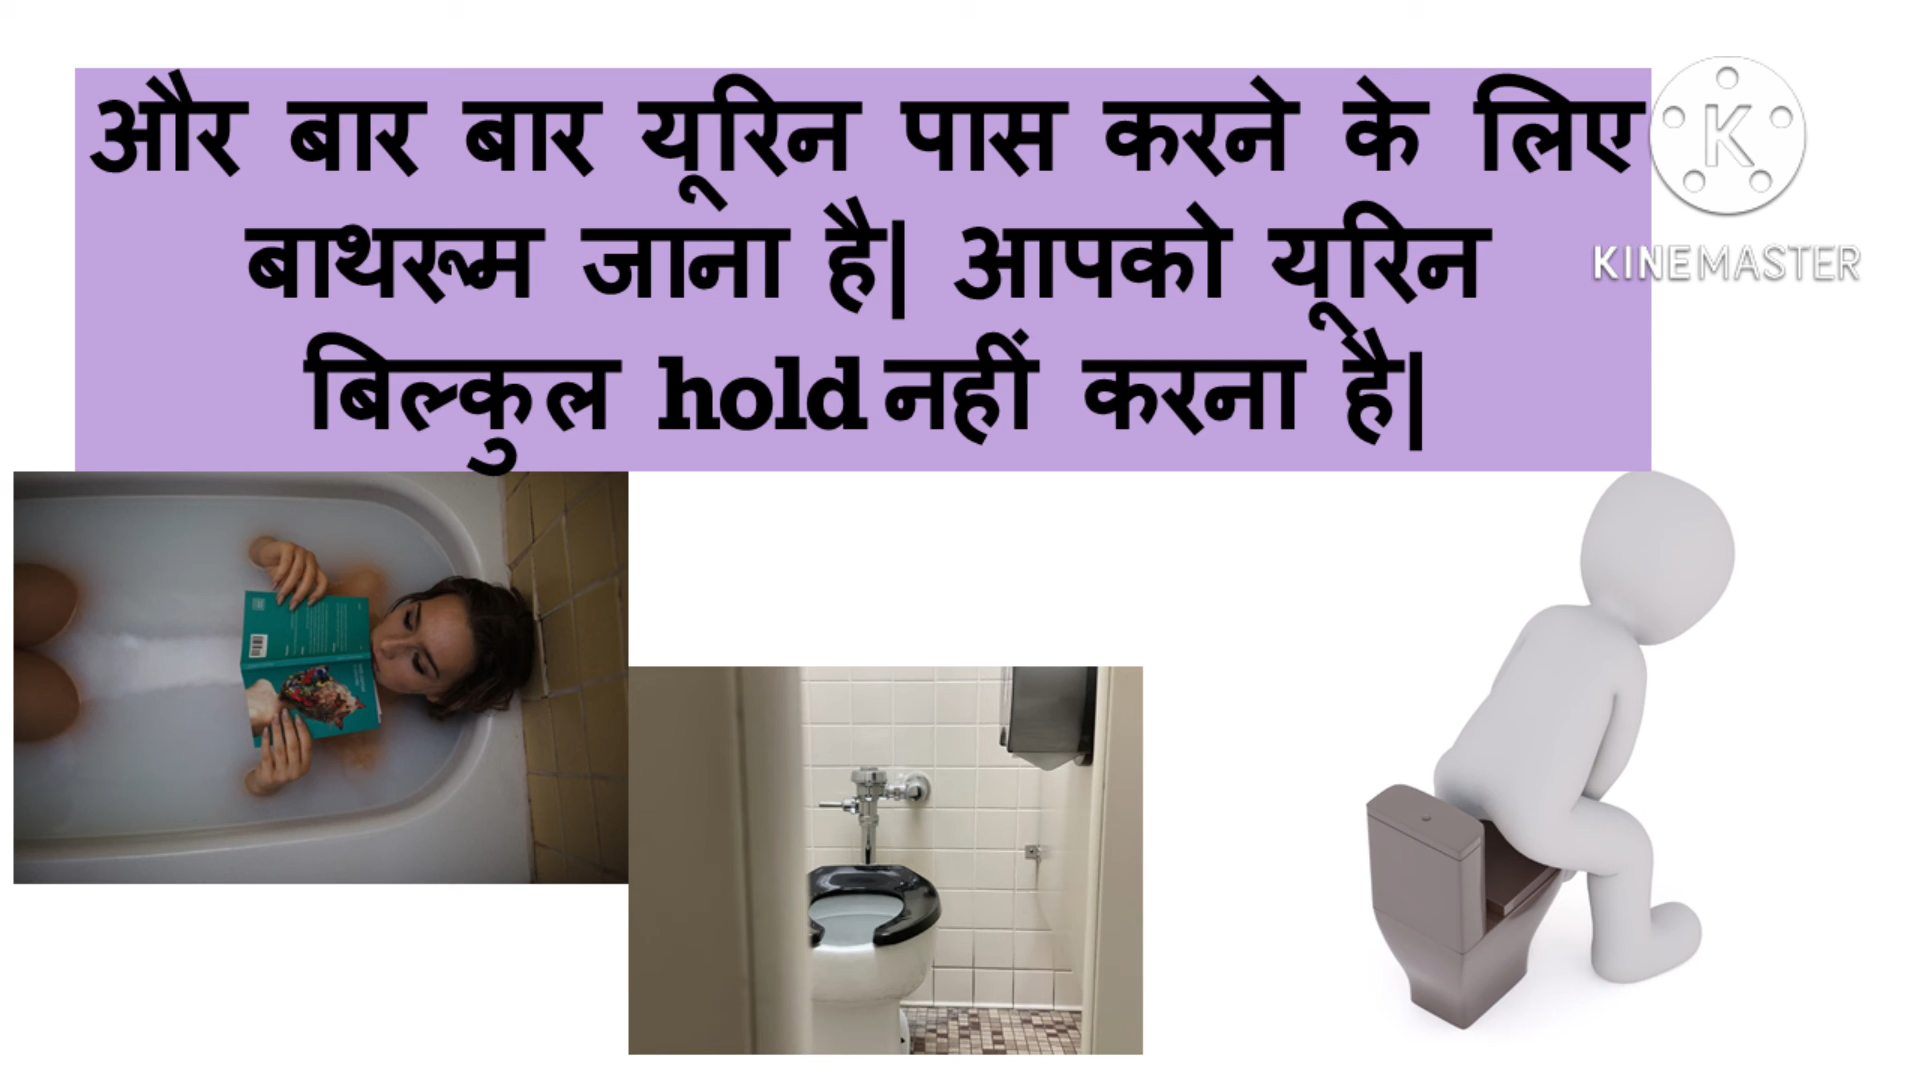 और बार बार यूरिन पास करने के लिए
बाथरूम जाना है| आपको यूरिन
बिल्कुल hold नहीं करना है|
K
KINEMASTER